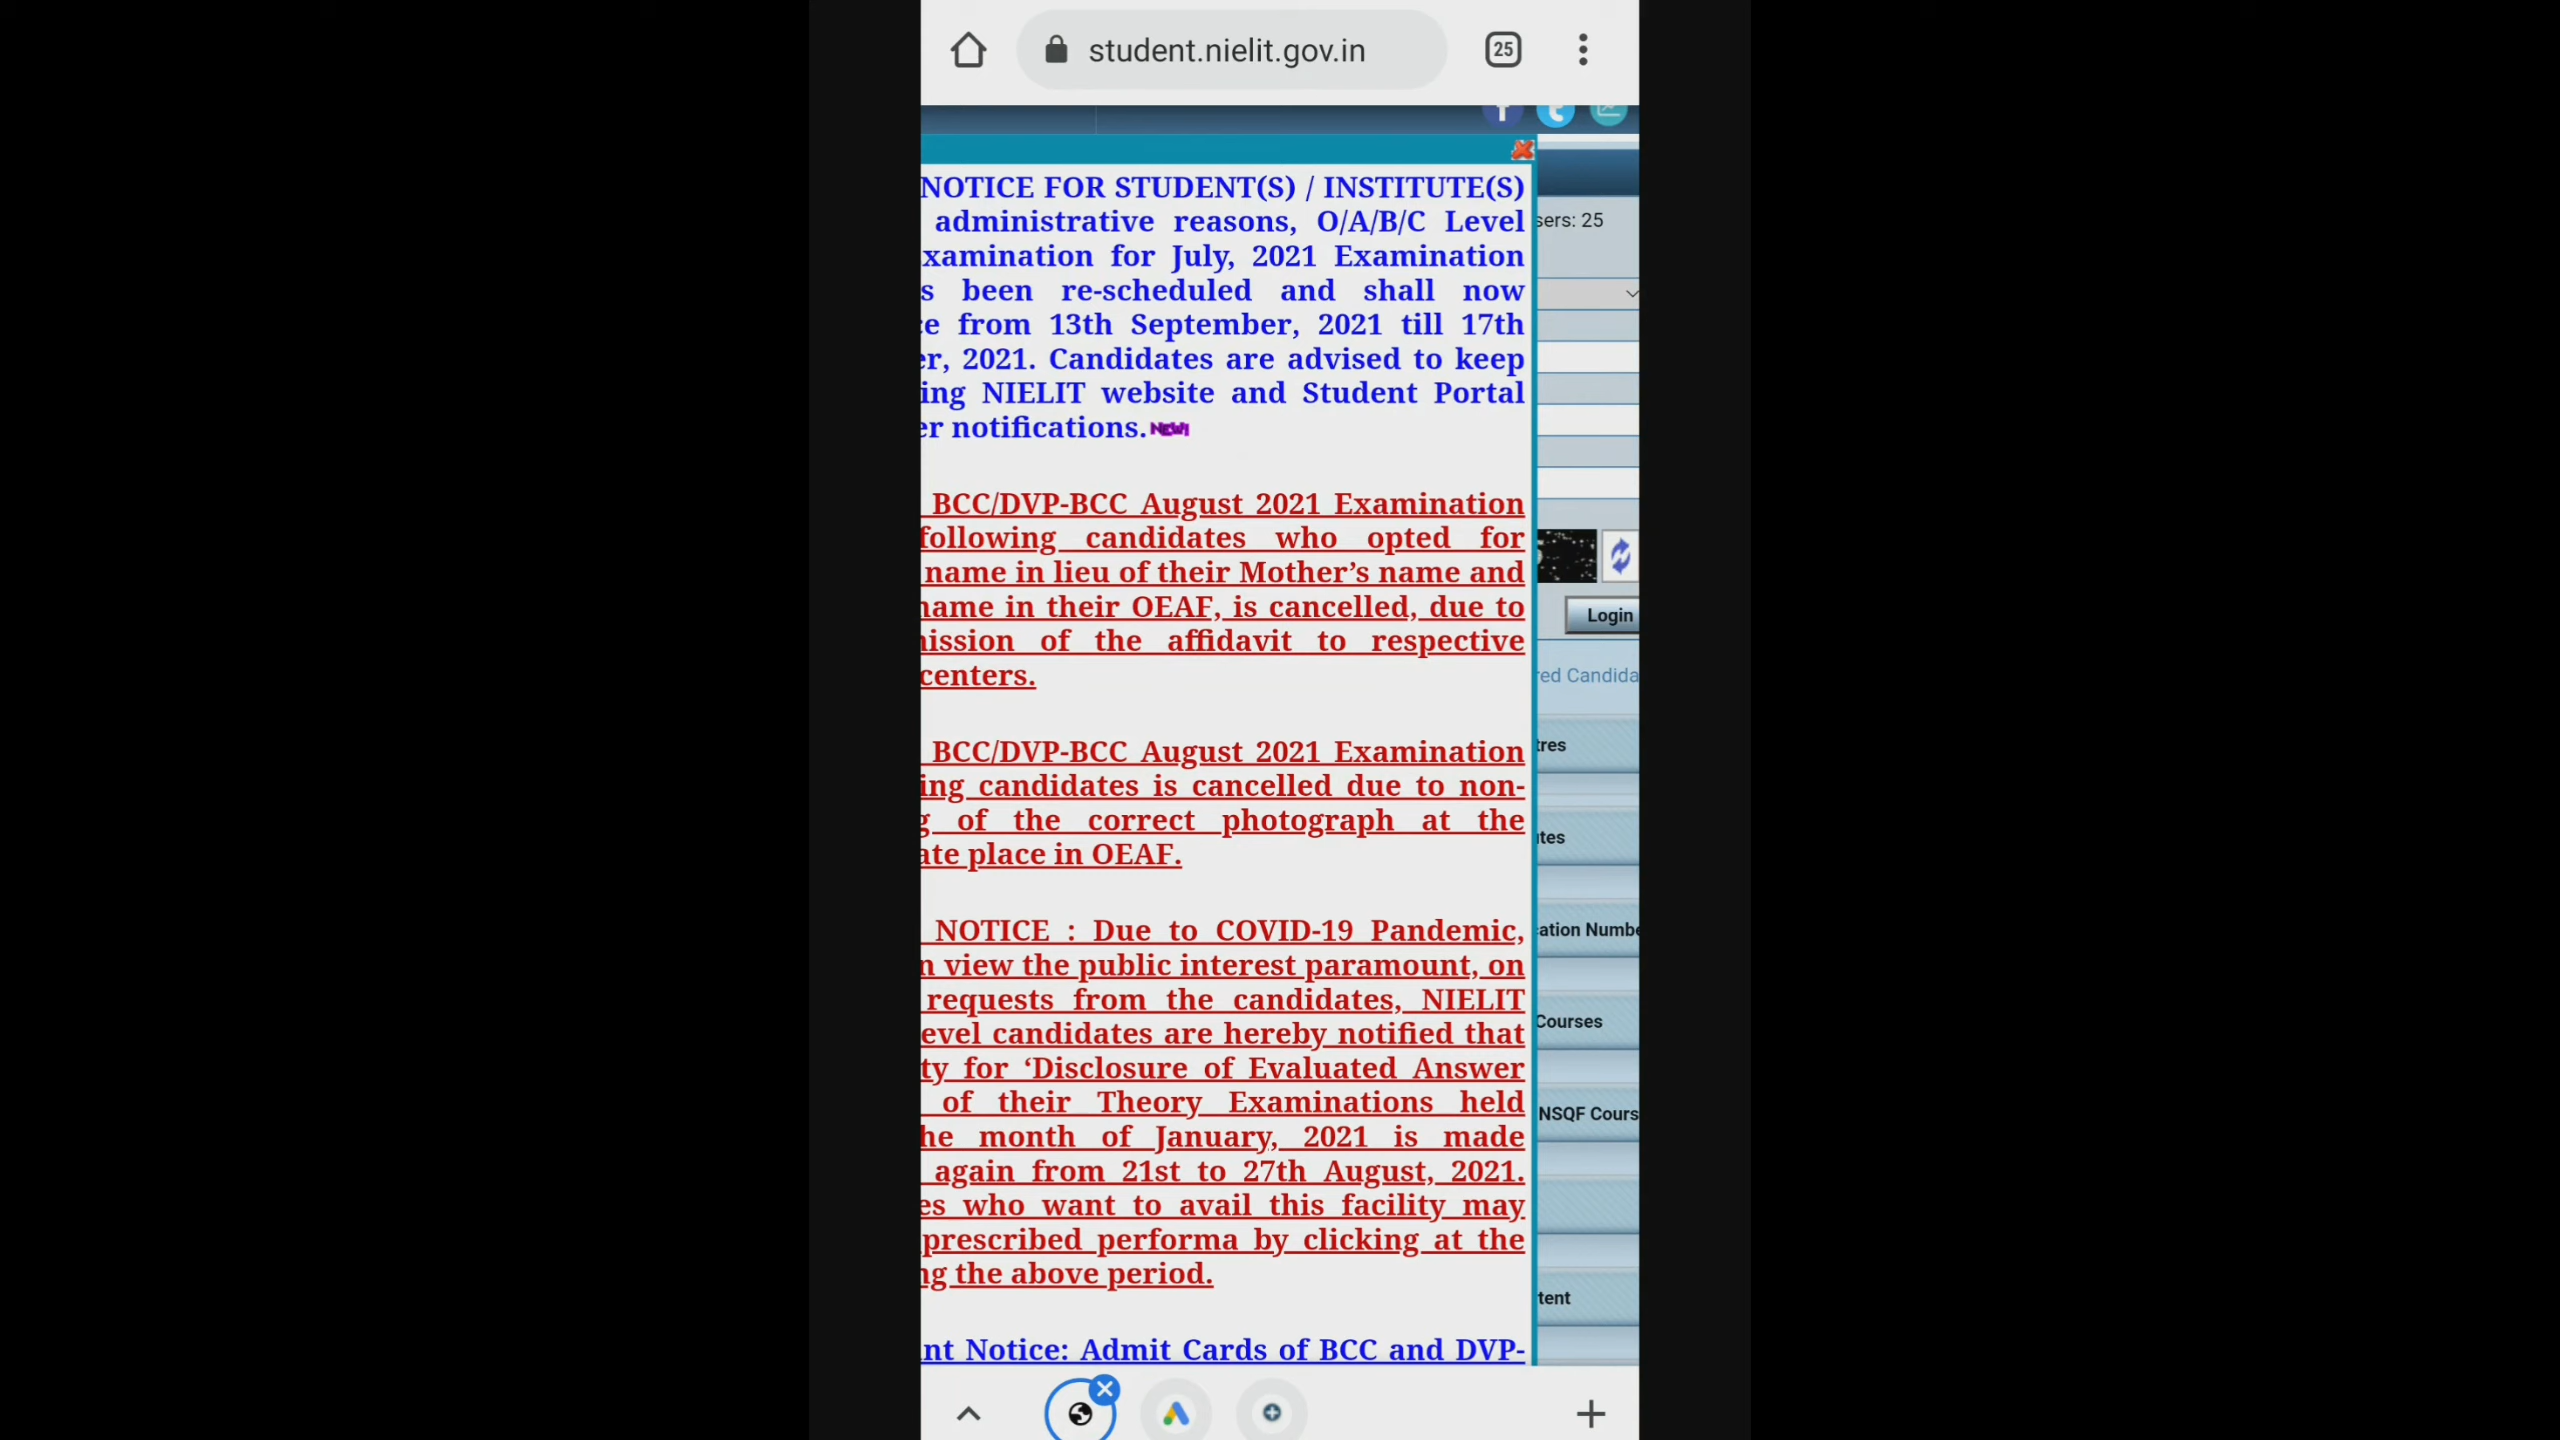 student.nielit.gov.in
25
NOTICE FOR STUDENT(S) / INSTITUTE(S)
administrative reasons, O/A/B/C Level
xamination for July, 2021 Examination
s been re-scheduled and shall now
e from 13th September, 2021 till 17th
er, 2021. Candidates are advised to keep
ing NIELIT website and Student Portal
er notifications. NEW!
BCC/DVP-BCC August 2021 Examination
following candidates who opted for
name in lieu of their Mother's name and
name in their OEAF, is cancelled, due to
ission of the affidavit to respective
centers.
BCC/DVP-BCC August 2021 Examination
ing candidates is cancelled due to non-
g of the correct photograph at the
ate place in OEAF.
NOTICE : Due to COVID-19 Pandemic,
n view the public interest paramount, on
requests from the candidates, NIELIT
evel candidates are hereby notified that
ty for ‘Disclosure of Evaluated Answer
of their Theory Examinations held
he month of January, 2021 is made
again from 21st to 27th August, 2021.
es who want to avail this facility may
prescribed performa by clicking at the
ng the above period.
nt Notice: Admit Cards of BCC and DVP-
sers: 25
Login
red Candida
tres
utes
cation Numbe
Courses
NSQF Cours
tent